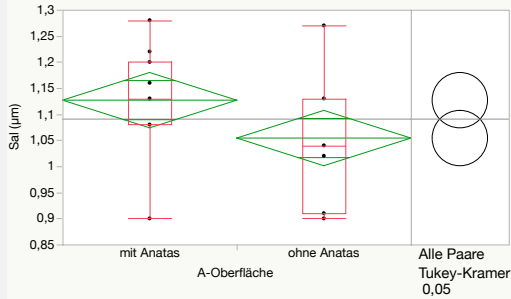 1,3
1,25
1,2
1,15
1,1
1,05
1
0,95
0,9
0,85
Sal (µm)
mit Anatas
ohne Anatas
A-Oberfläche
Alle Paare
Tukey-Kramer
0,05